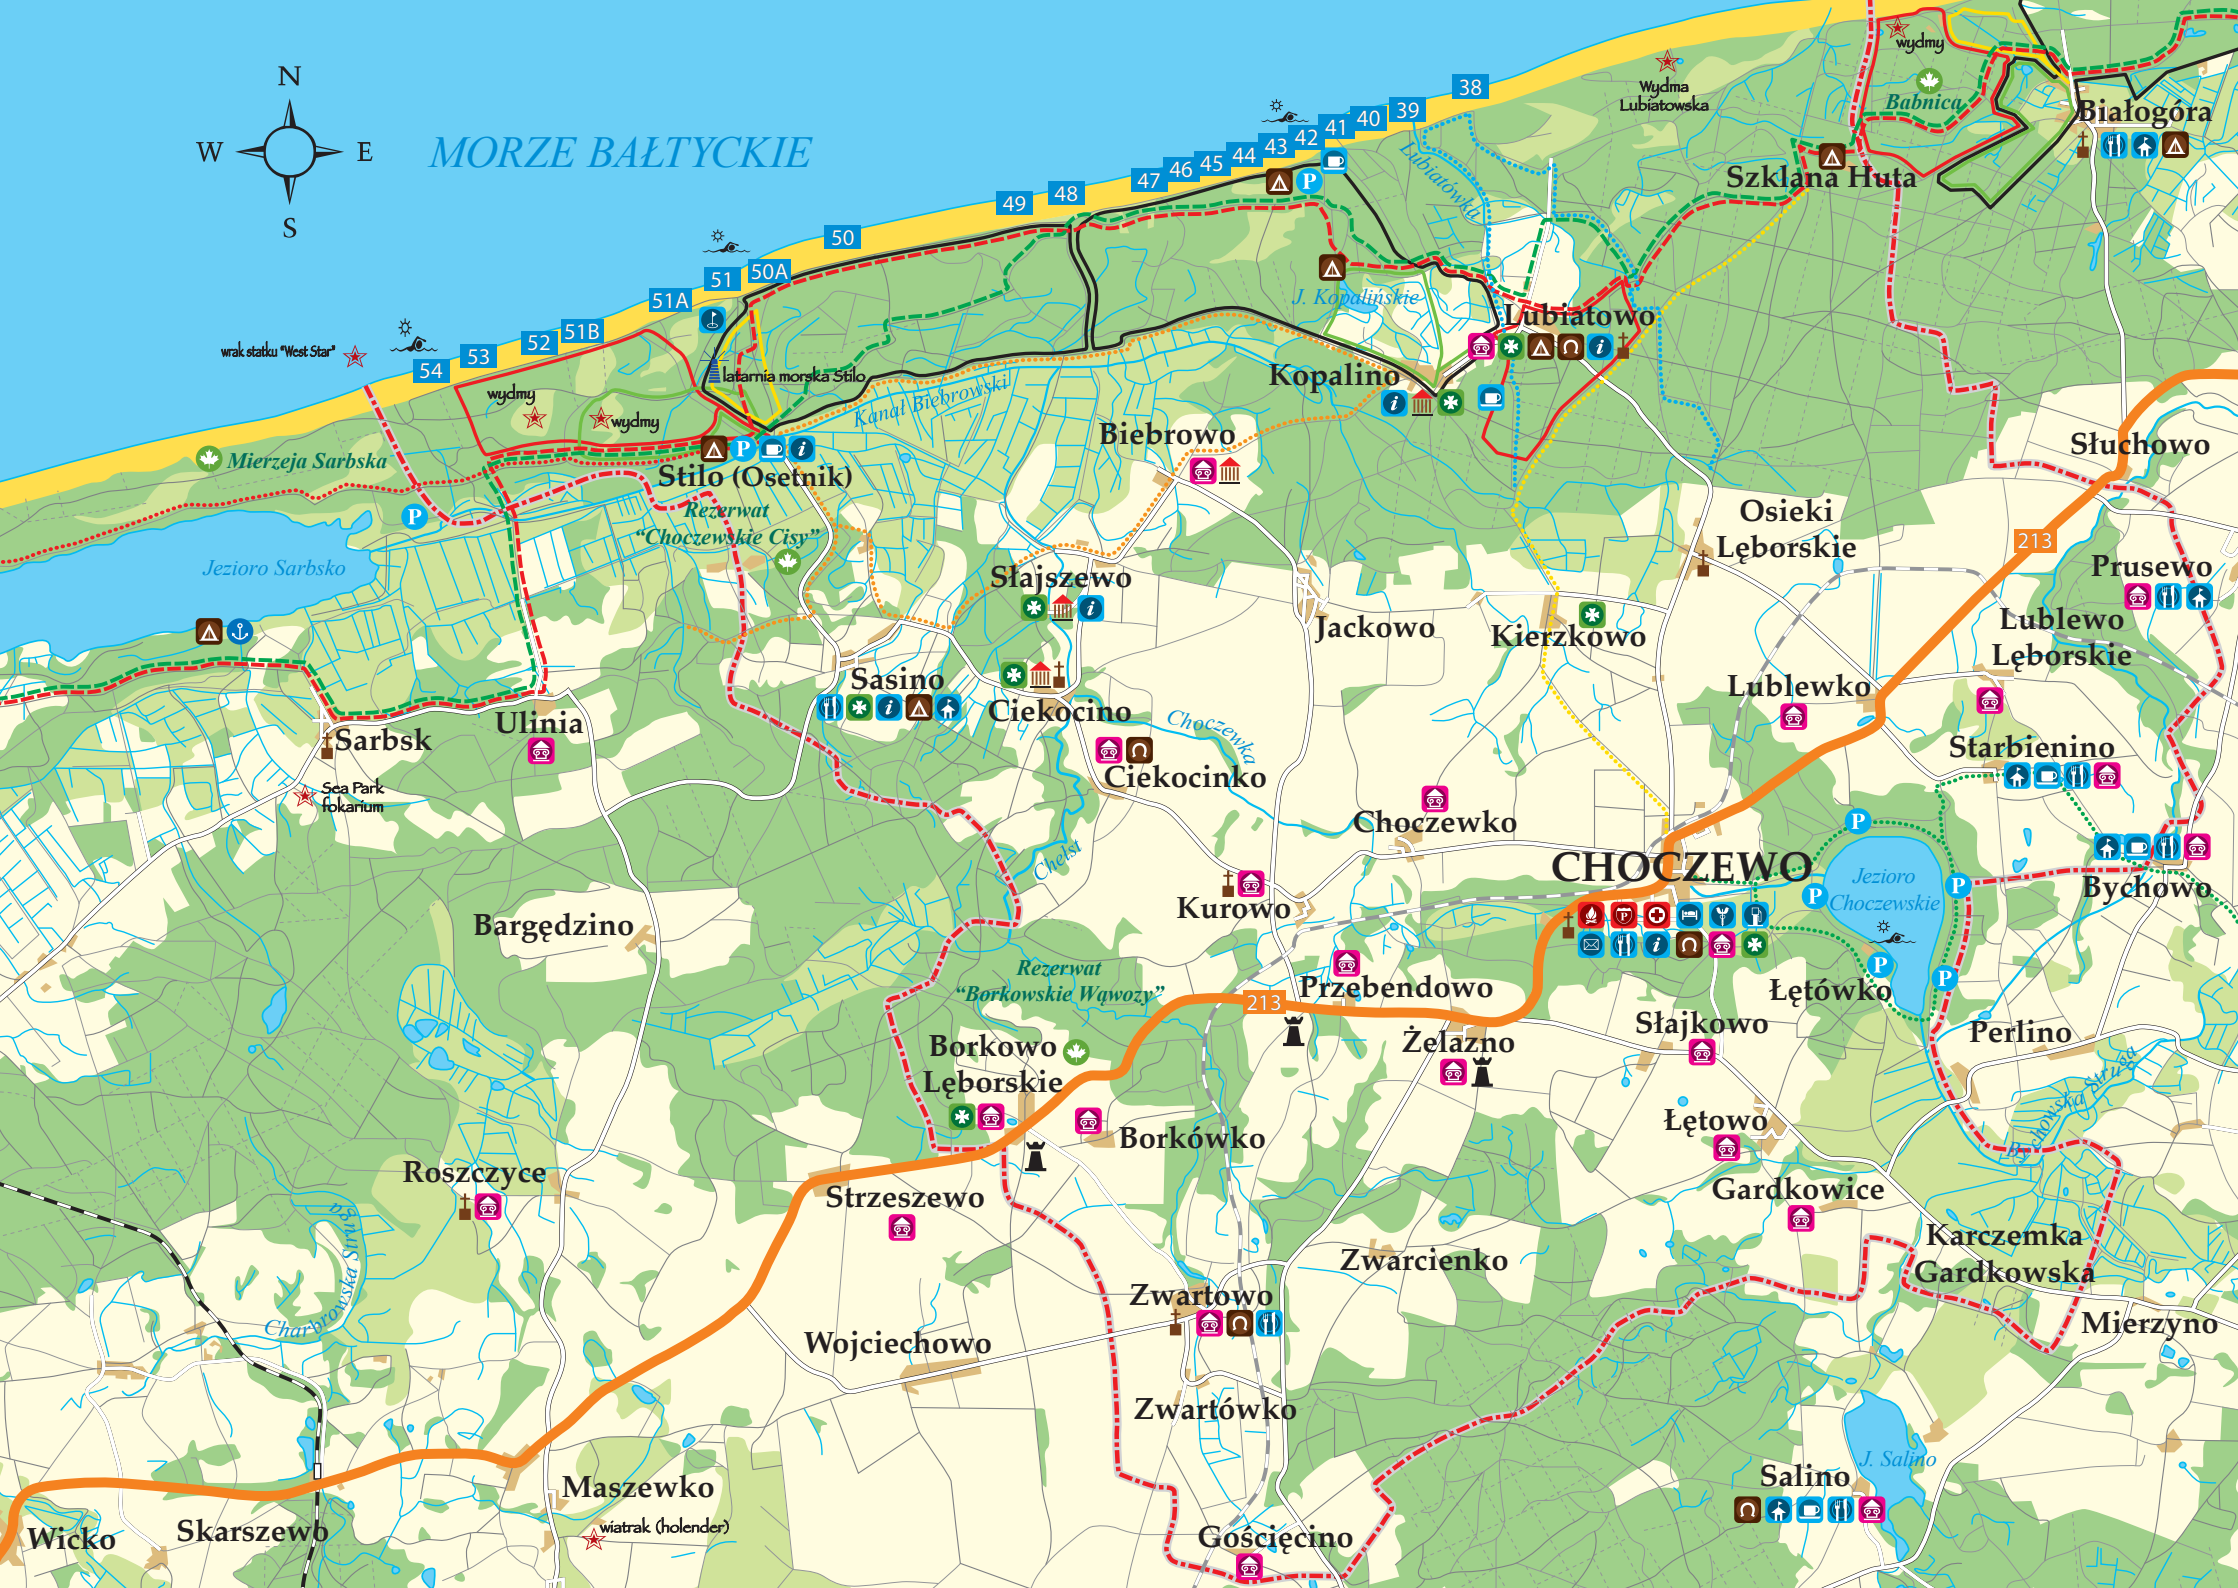 N
W
E
S
MORZE BAŁTYCKIE
38
39
40
41
42
43
44
45
46
47
48
49
50
50A
51
51A
51B
52
53
54
wydmy
Wydma
Lubiatowska
Babnica
Białogóra
Szklana Huta
Lubiatówka
J. Kopalińskie
Lubiatowo
Kopalino
wrak statku "West Star"
wydmy
wydmy
latarnia morska Stilo
Kanał Biebrowski
Mierzeja Sarbska
Stilo (Osetnik)
Rezerwat
"Choczewskie Cisy"
Biebrowo
Słuchowo
Osieki
Lęborskie
213
Prusewo
Jezioro Sarbsko
Słajszewo
Jackowo
Kierzkowo
Lublewo
Lęborskie
Lublewko
Sasino
Ciekocino
Ulinia
Sarbsk
Sea Park
fokarium
Choczewka
Ciekocinko
Starbienino
Choczewko
Chełst
CHOCZEWO
Jezioro
Choczewskie
Bychowo
Kurowo
Bargędzino
Rezerwat
"Borkowskie Wąwozy"
213
Przebendowo
Łętówko
Słajkowo
Perlino
Żelazno
Borkowo
Lęborskie
Bychowska Struga
Łętowo
Borkówko
Roszczyce
Strzeszewo
Gardkowice
Karczemka
Gardkowska
Charbrowska Struga
Zwarcienko
Zwartowo
Mierzyno
Wojciechowo
Zwartówko
J. Salino
Salino
Maszewko
wiatrak (holender)
Wicko
Skarszewo
Gościęcino
P
P
P
P
P
P
P
P
P